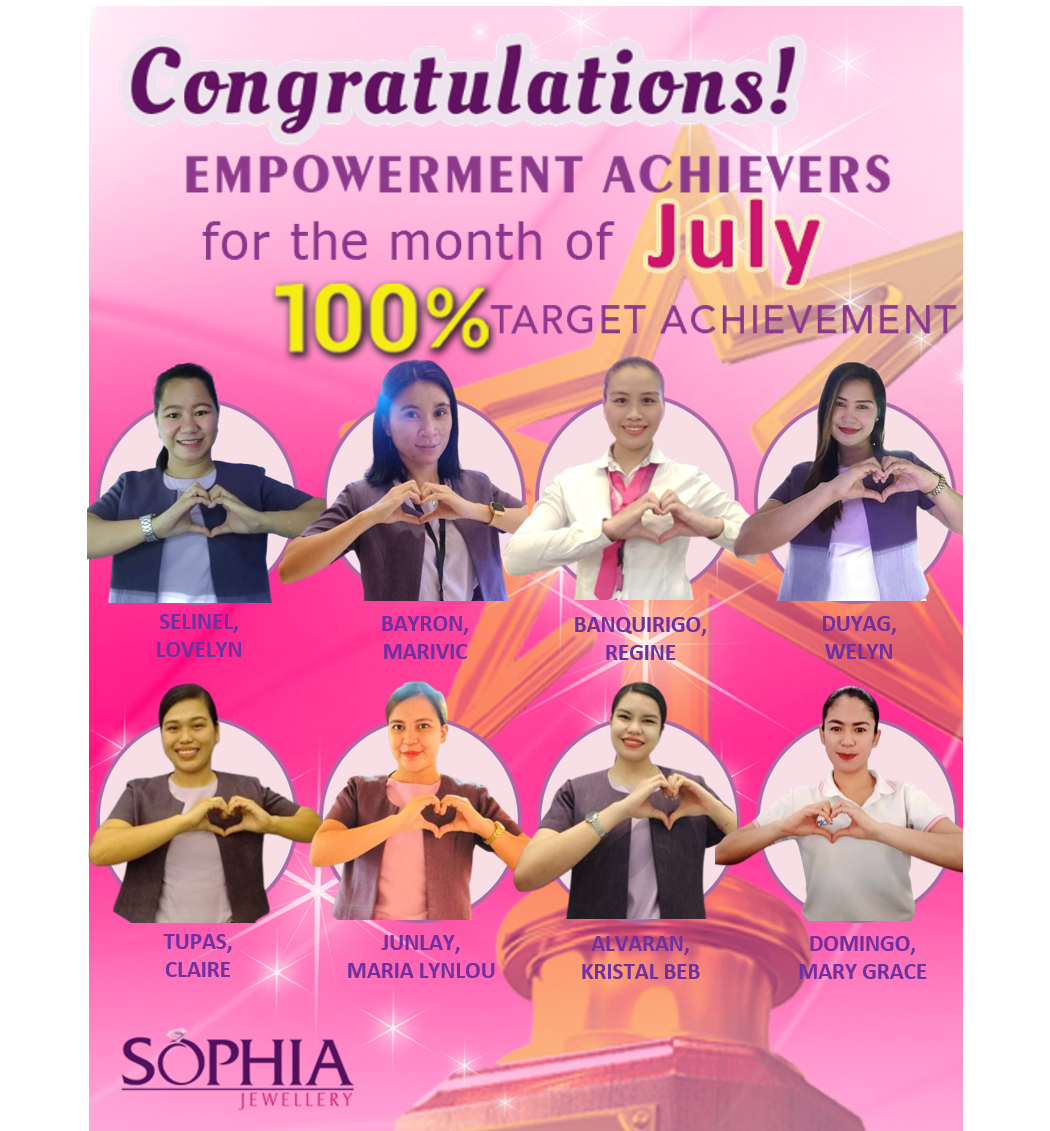 Congratulations!
EMPOWERMENT ACHIEVERS
for the month of July
100% TARGET ACHIEVEMENT
SELINEL,
LOVELYN
BAYRON,
MARIVIC
BANQUIRIGO,
REGINE
DUYAG,
WELYN
TUPAS,
CLAIRE
JUNLAY,
MARIA LYNLOU
ALVARAN,
KRISTAL BEB
DOMINGO,
MARY GRACE
SOPHIA
JEWELLERY